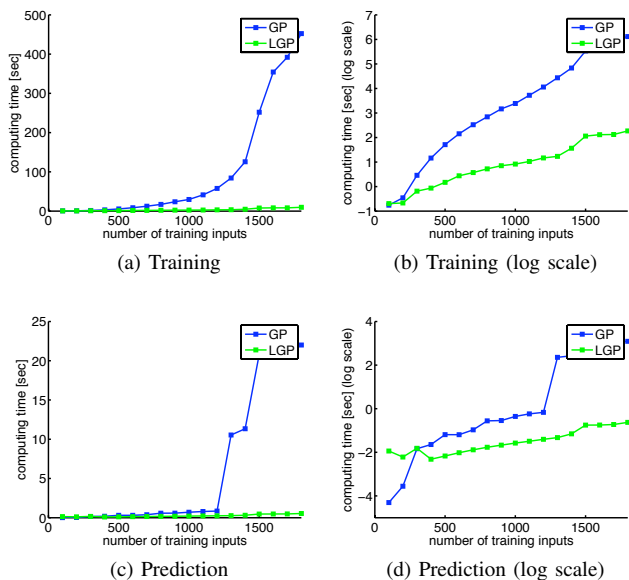 500
400
300
200
100
0
0
500
1000
1500
computing time [sec]
number of training inputs
GP
LGP
(a) Training
7
6
5
4
3
2
1
0
−1
0
500
1000
1500
computing time [sec] (log scale)
number of training inputs
GP
LGP
(b) Training (log scale)
25
20
15
10
5
0
0
500
1000
1500
computing time [sec]
number of training inputs
GP
LGP
(c) Prediction
4
2
0
−2
−4
0
500
1000
1500
computing time [sec] (log scale)
number of training inputs
GP
LGP
(d) Prediction (log scale)